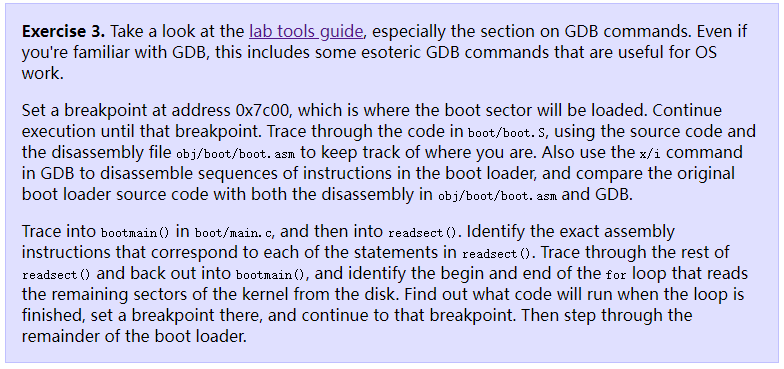 Exercise 3. Take a look at the lab tools guide, especially the section on GDB commands. Even if
you're familiar with GDB, this includes some esoteric GDB commands that are useful for OS
work.
Set a breakpoint at address 0x7c00, which is where the boot sector will be loaded. Continue
execution until that breakpoint. Trace through the code in boot/boot.S, using the source code and
the disassembly file obj/boot/boot.asm to keep track of where you are. Also use the x/i command
in GDB to disassemble sequences of instructions in the boot loader, and compare the original
boot loader source code with both the disassembly in obj/boot/boot.asm and GDB.
Trace into bootmain() in boot/main.c, and then into readsect(). Identify the exact assembly
instructions that correspond to each of the statements in readsect(). Trace through the rest of
readsect() and back out into bootmain(), and identify the begin and end of the for loop that reads
the remaining sectors of the kernel from the disk. Find out what code will run when the loop is
finished, set a breakpoint there, and continue to that breakpoint. Then step through the
remainder of the boot loader.